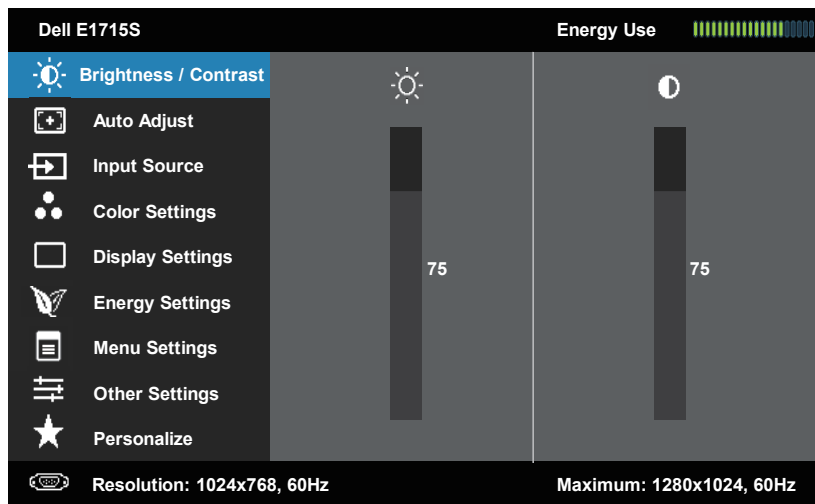 Dell E1715S
Energy Use
Brightness / Contrast
Auto Adjust
Input Source
Color Settings
Display Settings
Energy Settings
Menu Settings
Other Settings
Personalize
75
75
Resolution: 1024x768, 60Hz
Maximum: 1280x1024, 60Hz